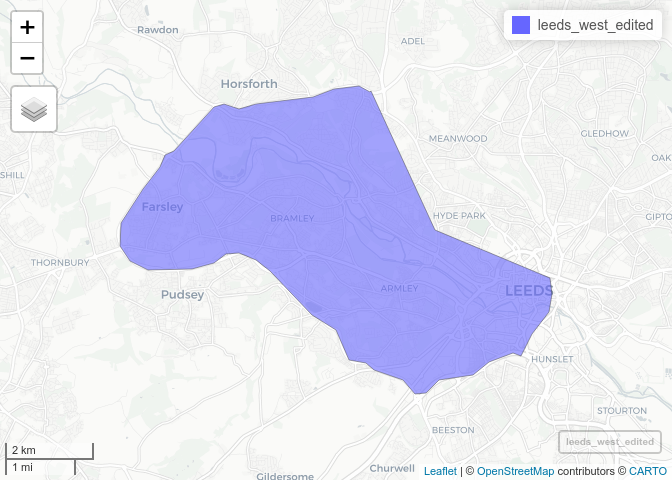 +
−
leeds_west_edited
Rawdon
ADEL
Horsforth
MEANWOOD
GLEDHOW
OAK
SHILL
Farsley
BRAMLEY
HYDE PARK
GIPTO
THORNBURY
Pudsey
ARMLEY
LEEDS
HUNSLET
STOURTON
BEESTON
leeds_west_edited
2 km
1 mi
Churwell
Gildersome
Leaflet | © OpenStreetMap contributors © CARTO